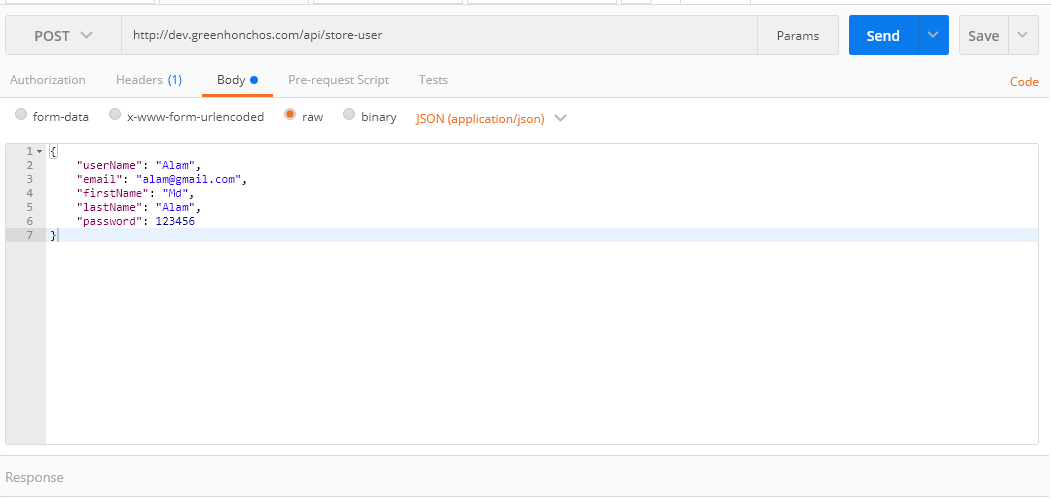 POST http://dev.greenhonchos.com/api/store-user Params Send Save
Authorization Headers (1) Body Pre-request Script Tests Code
form-data x-www-form-urlencoded raw binary JSON (application/json)
1 {
2 "userName": "Alam",
3 "email": "alam@gmail.com",
4 "firstName": "Md",
5 "lastName": "Alam",
6 "password": 123456
7 }
Response